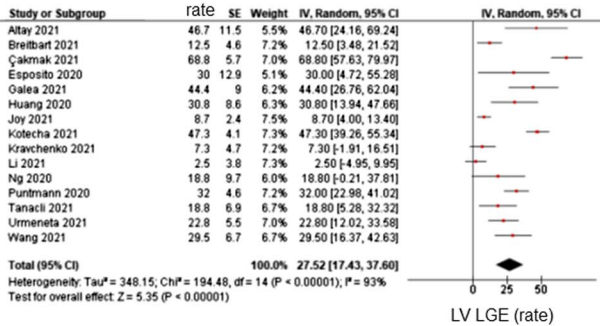 Study or Subgroup rate SE Weight IV, Random, 95% CI IV, Random, 95% CI
Altay 2021 46.7 11.5 5.5% 46.70 [24.16, 69.24]
Breitbart 2021 12.5 4.6 7.2% 12.50 [3.48, 21.52]
Çakmak 2021 68.8 5.7 7.0% 68.80 [57.63, 79.97]
Esposito 2020 30 12.9 5.1% 30.00 [4.72, 55.28]
Galea 2021 44.4 9 6.2% 44.40 [26.76, 62.04]
Huang 2020 30.8 8.6 6.3% 30.80 [13.94, 47.66]
Joy 2021 8.7 2.4 7.5% 8.70 [4.00, 13.40]
Kotecha 2021 47.3 4.1 7.3% 47.30 [39.26, 55.34]
Kravchenko 2021 7.3 4.7 7.2% 7.30 [-1.91, 16.51]
Li 2021 2.5 3.8 7.3% 2.50 [-4.95, 9.95]
Ng 2020 18.8 9.7 6.0% 18.80 [-0.21, 37.81]
Puntmann 2020 32 4.6 7.2% 32.00 [22.98, 41.02]
Tanacli 2021 18.8 6.9 6.7% 18.80 [5.28, 32.32]
Urmeneta 2021 22.8 5.5 7.0% 22.80 [12.02, 33.58]
Wang 2021 29.5 6.7 6.7% 29.50 [16.37, 42.63]
Total (95% CI) 100.0% 27.52 [17.43, 37.60]
Heterogeneity: Tau² = 348.15; Chi² = 194.48, df = 14 (P < 0.00001); I² = 93%
Test for overall effect: Z = 5.35 (P < 0.00001)
0 25 50
LV LGE (rate)